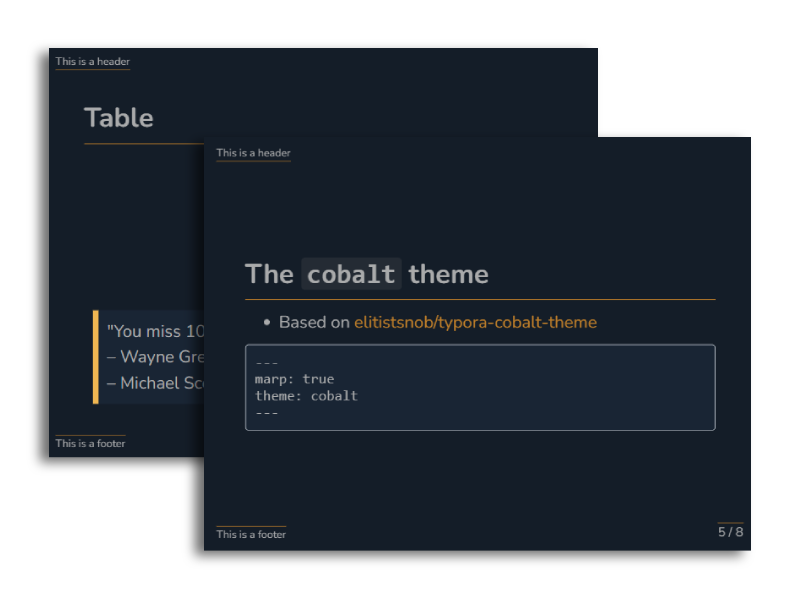 This is a header
Table
"You miss 10
– Wayne Gre
– Michael Sc
This is a footer
This is a header
The cobalt theme
• Based on elitistsnob/typora-cobalt-theme
---
marp: true
theme: cobalt
---
This is a footer
5 / 8